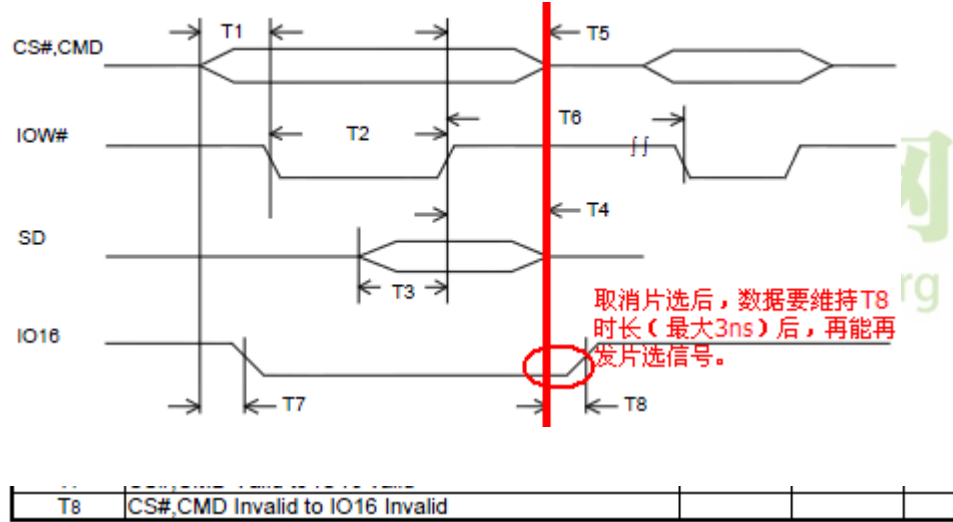 T1
T5
CS#,CMD
T6
IOW#
T2
T4
SD
T3
取消片选后，数据要维持T8
时长（最大3ns）后，再能再
发片选信号。
IO16
T7
T8
网
rg
T8 CS#,CMD Invalid to IO16 Invalid